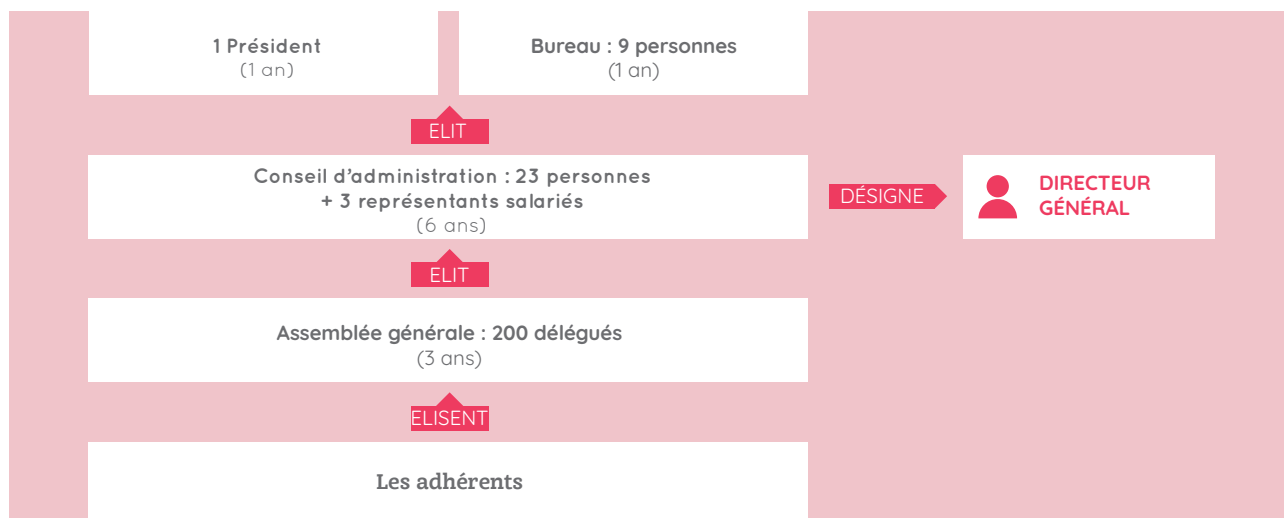 1 Président
(1 an)
Bureau : 9 personnes
(1 an)
ELIT
Conseil d’administration : 23 personnes
+ 3 représentants salariés
(6 ans)
DÉSIGNE
DIRECTEUR
GÉNÉRAL
ELIT
Assemblée générale : 200 délégués
(3 ans)
ELISENT
Les adhérents